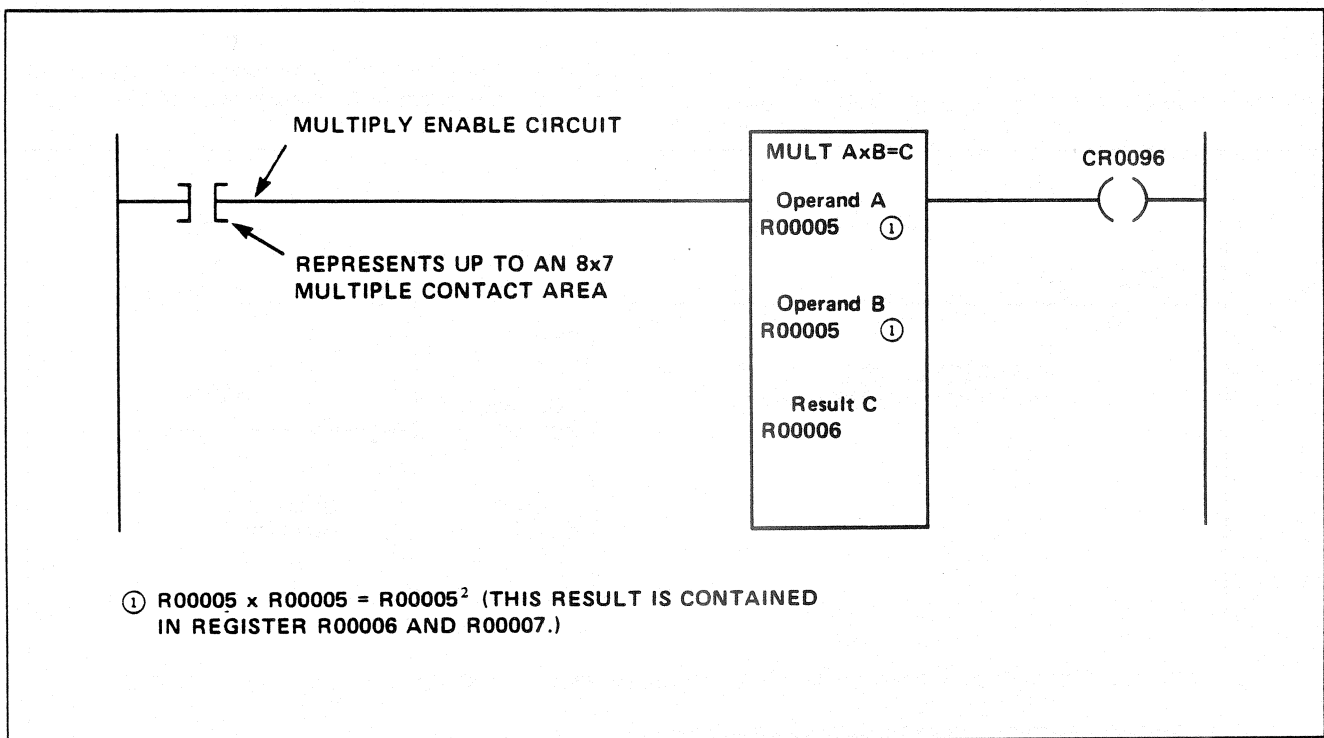 MULTIPLY ENABLE CIRCUIT
REPRESENTS UP TO AN 8x7
MULTIPLE CONTACT AREA
MULT AxB=C
Operand A
R00005 ①
Operand B
R00005 ①
Result C
R00006
CR0096
① R00005 x R00005 = R00005² (THIS RESULT IS CONTAINED
IN REGISTER R00006 AND R00007.)